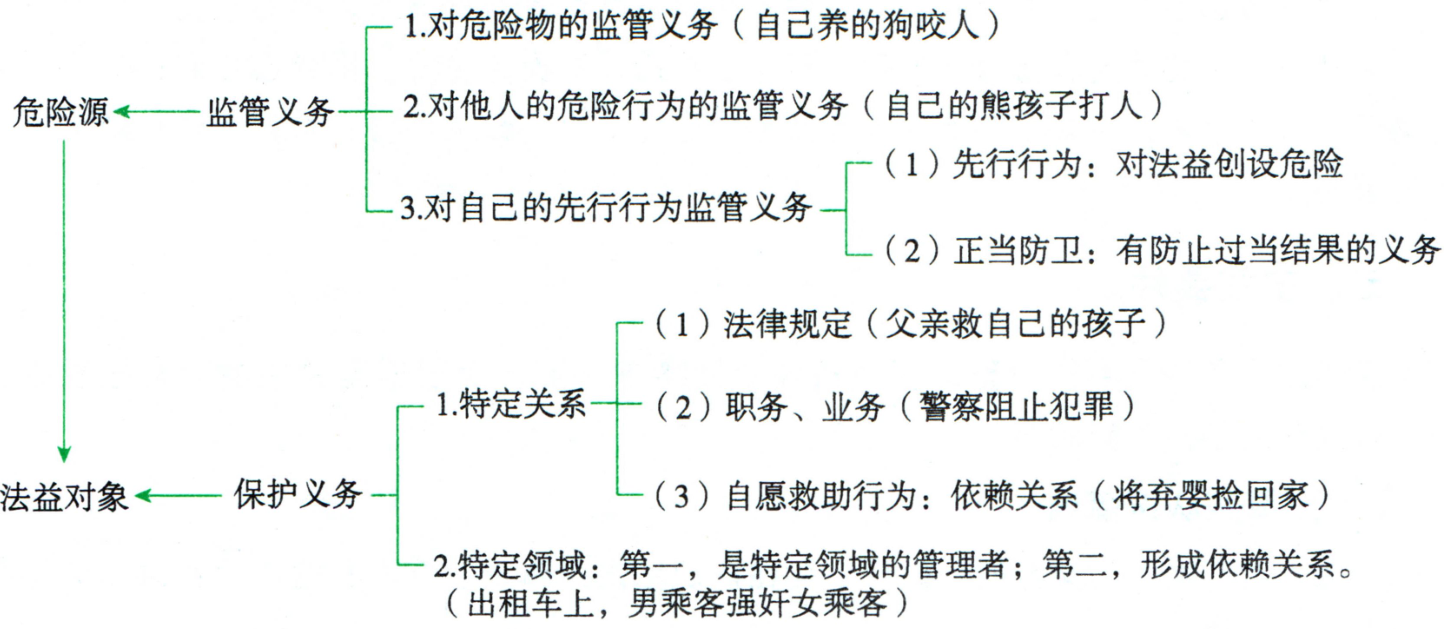 1.对危险物的监管义务（自己养的狗咬人）
危险源
监管义务
2.对他人的危险行为的监管义务（自己的熊孩子打人）
3.对自己的先行行为监管义务
（1）先行行为：对法益创设危险
（2）正当防卫：有防止过当结果的义务
法益对象
保护义务
1.特定关系
（1）法律规定（父亲救自己的孩子）
（2）职务、业务（警察阻止犯罪）
（3）自愿救助行为：依赖关系（将弃婴捡回家）
2.特定领域：第一，是特定领域的管理者；第二，形成依赖关系。
（出租车上，男乘客强奸女乘客）